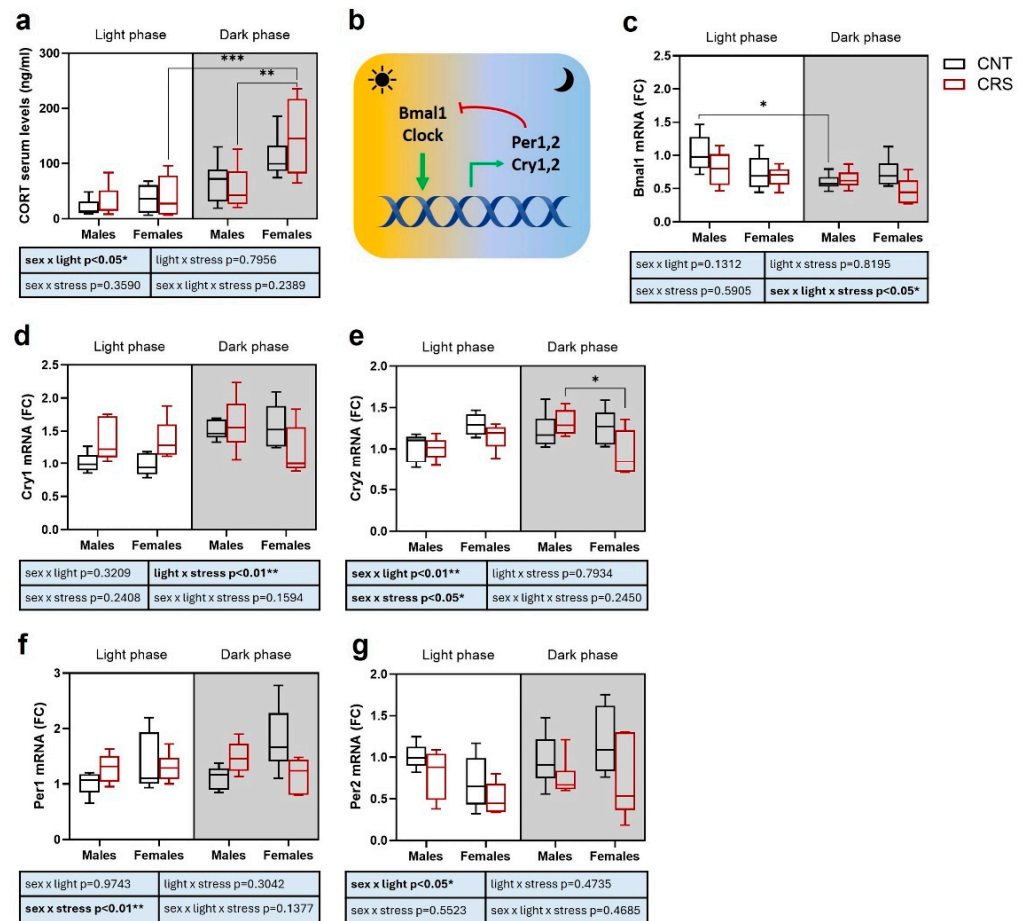 a
Light phase
Dark phase
CORT serum levels (ng/ml)
300
200
100
0
***
**
Males
Females
Males
Females
sex x light p<0.05*
light x stress p=0.7956
sex x stress p=0.3590
sex x light x stress p=0.2389
b
Bmal1
Clock
Per1,2
Cry1,2
c
Light phase
Dark phase
Bmal1 mRNA (FC)
2.5
2.0
1.5
1.0
0.5
0.0
*
Males
Females
Males
Females
CNT
CRS
sex x light p=0.1312
light x stress p=0.8195
sex x stress p=0.5905
sex x light x stress p<0.05*
d
Light phase
Dark phase
Cry1 mRNA (FC)
2.5
2.0
1.5
1.0
0.5
0.0
Males
Females
Males
Females
sex x light p=0.3209
light x stress p<0.01**
sex x stress p=0.2408
sex x light x stress p=0.1594
e
Light phase
Dark phase
Cry2 mRNA (FC)
2.0
1.5
1.0
0.5
0.0
*
Males
Females
Males
Females
sex x light p<0.01**
light x stress p=0.7934
sex x stress p<0.05*
sex x light x stress p=0.2450
f
Light phase
Dark phase
Per1 mRNA (FC)
3
2
1
0
Males
Females
Males
Females
sex x light p=0.9743
light x stress p=0.3042
sex x stress p<0.01**
sex x light x stress p=0.1377
g
Light phase
Dark phase
Per2 mRNA (FC)
2.0
1.5
1.0
0.5
0.0
Males
Females
Males
Females
sex x light p<0.05*
light x stress p=0.4735
sex x stress p=0.5523
sex x light x stress p=0.4685